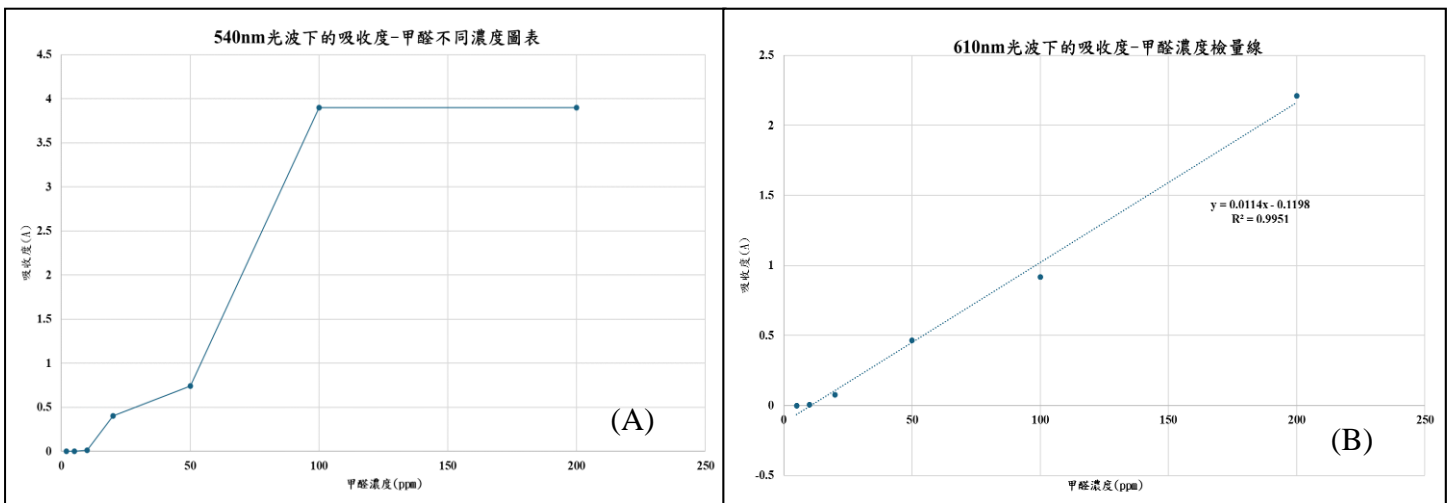 540nm光波下的吸收度-甲醛不同濃度圖表
4.5
4
3.5
3
2.5
2
1.5
1
0.5
0
吸收度(A)
0 50 100 150 200 250
甲醛濃度(ppm)
(A)
610nm光波下的吸收度-甲醛濃度檢量線
2.5
2
1.5
1
0.5
0
-0.5
吸收度(A)
y = 0.0114x - 0.1198
R² = 0.9951
0 50 100 150 200 250
甲醛濃度(ppm)
(B)